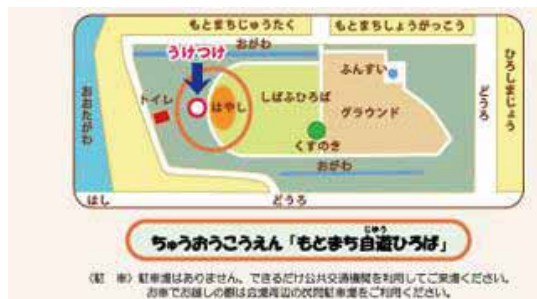 もとまちじゅうたく
もとまちしょうがっこう
おがわ
うけつけ
ふんすい
ひろしまじょう
おおたがわ
トイレ
はやし
しばふひろば
グラウンド
どうろ
くすのき
おがわ
はし
どうろ
ちゅうおうこうえん「もとまち自遊ひろば」
じゆう
〈駐 車〉駐車場はありません。できるだけ公共交通機関を利用してご来場ください。
お車でお越しの際は会場周辺の民間駐車場をご利用ください。